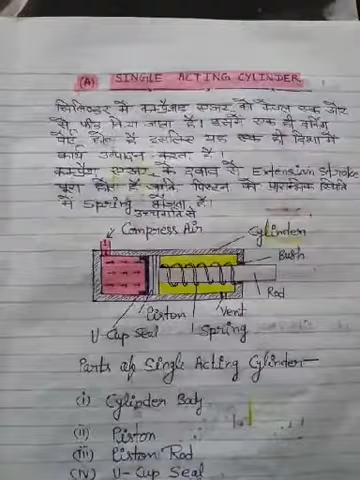 (A) SINGLE ACTING CYLINDER
सिलिण्डर में कम्प्रेस्ड एयर को केवल एक ओर
से फीड किया जाता है। इसमें एक ही वर्किंग
पोर्ट होता है इसलिए यह एक ही दिशा में
कार्य उत्पादन करता है।
एयर के दबाव से Extension Stroke
पूरा होता है जबकि पिस्टन को प्रारम्भिक स्थिति
में Spring लौटाता है।
Compress Air
Cylinder
Bush
Rod
Piston
Vent
U-Cup Seal
Spring
Parts of Single Acting Cylinder—
(i) Cylinder Body
(ii) Piston
(iii) Piston Rod
(iv) U-Cup Seal